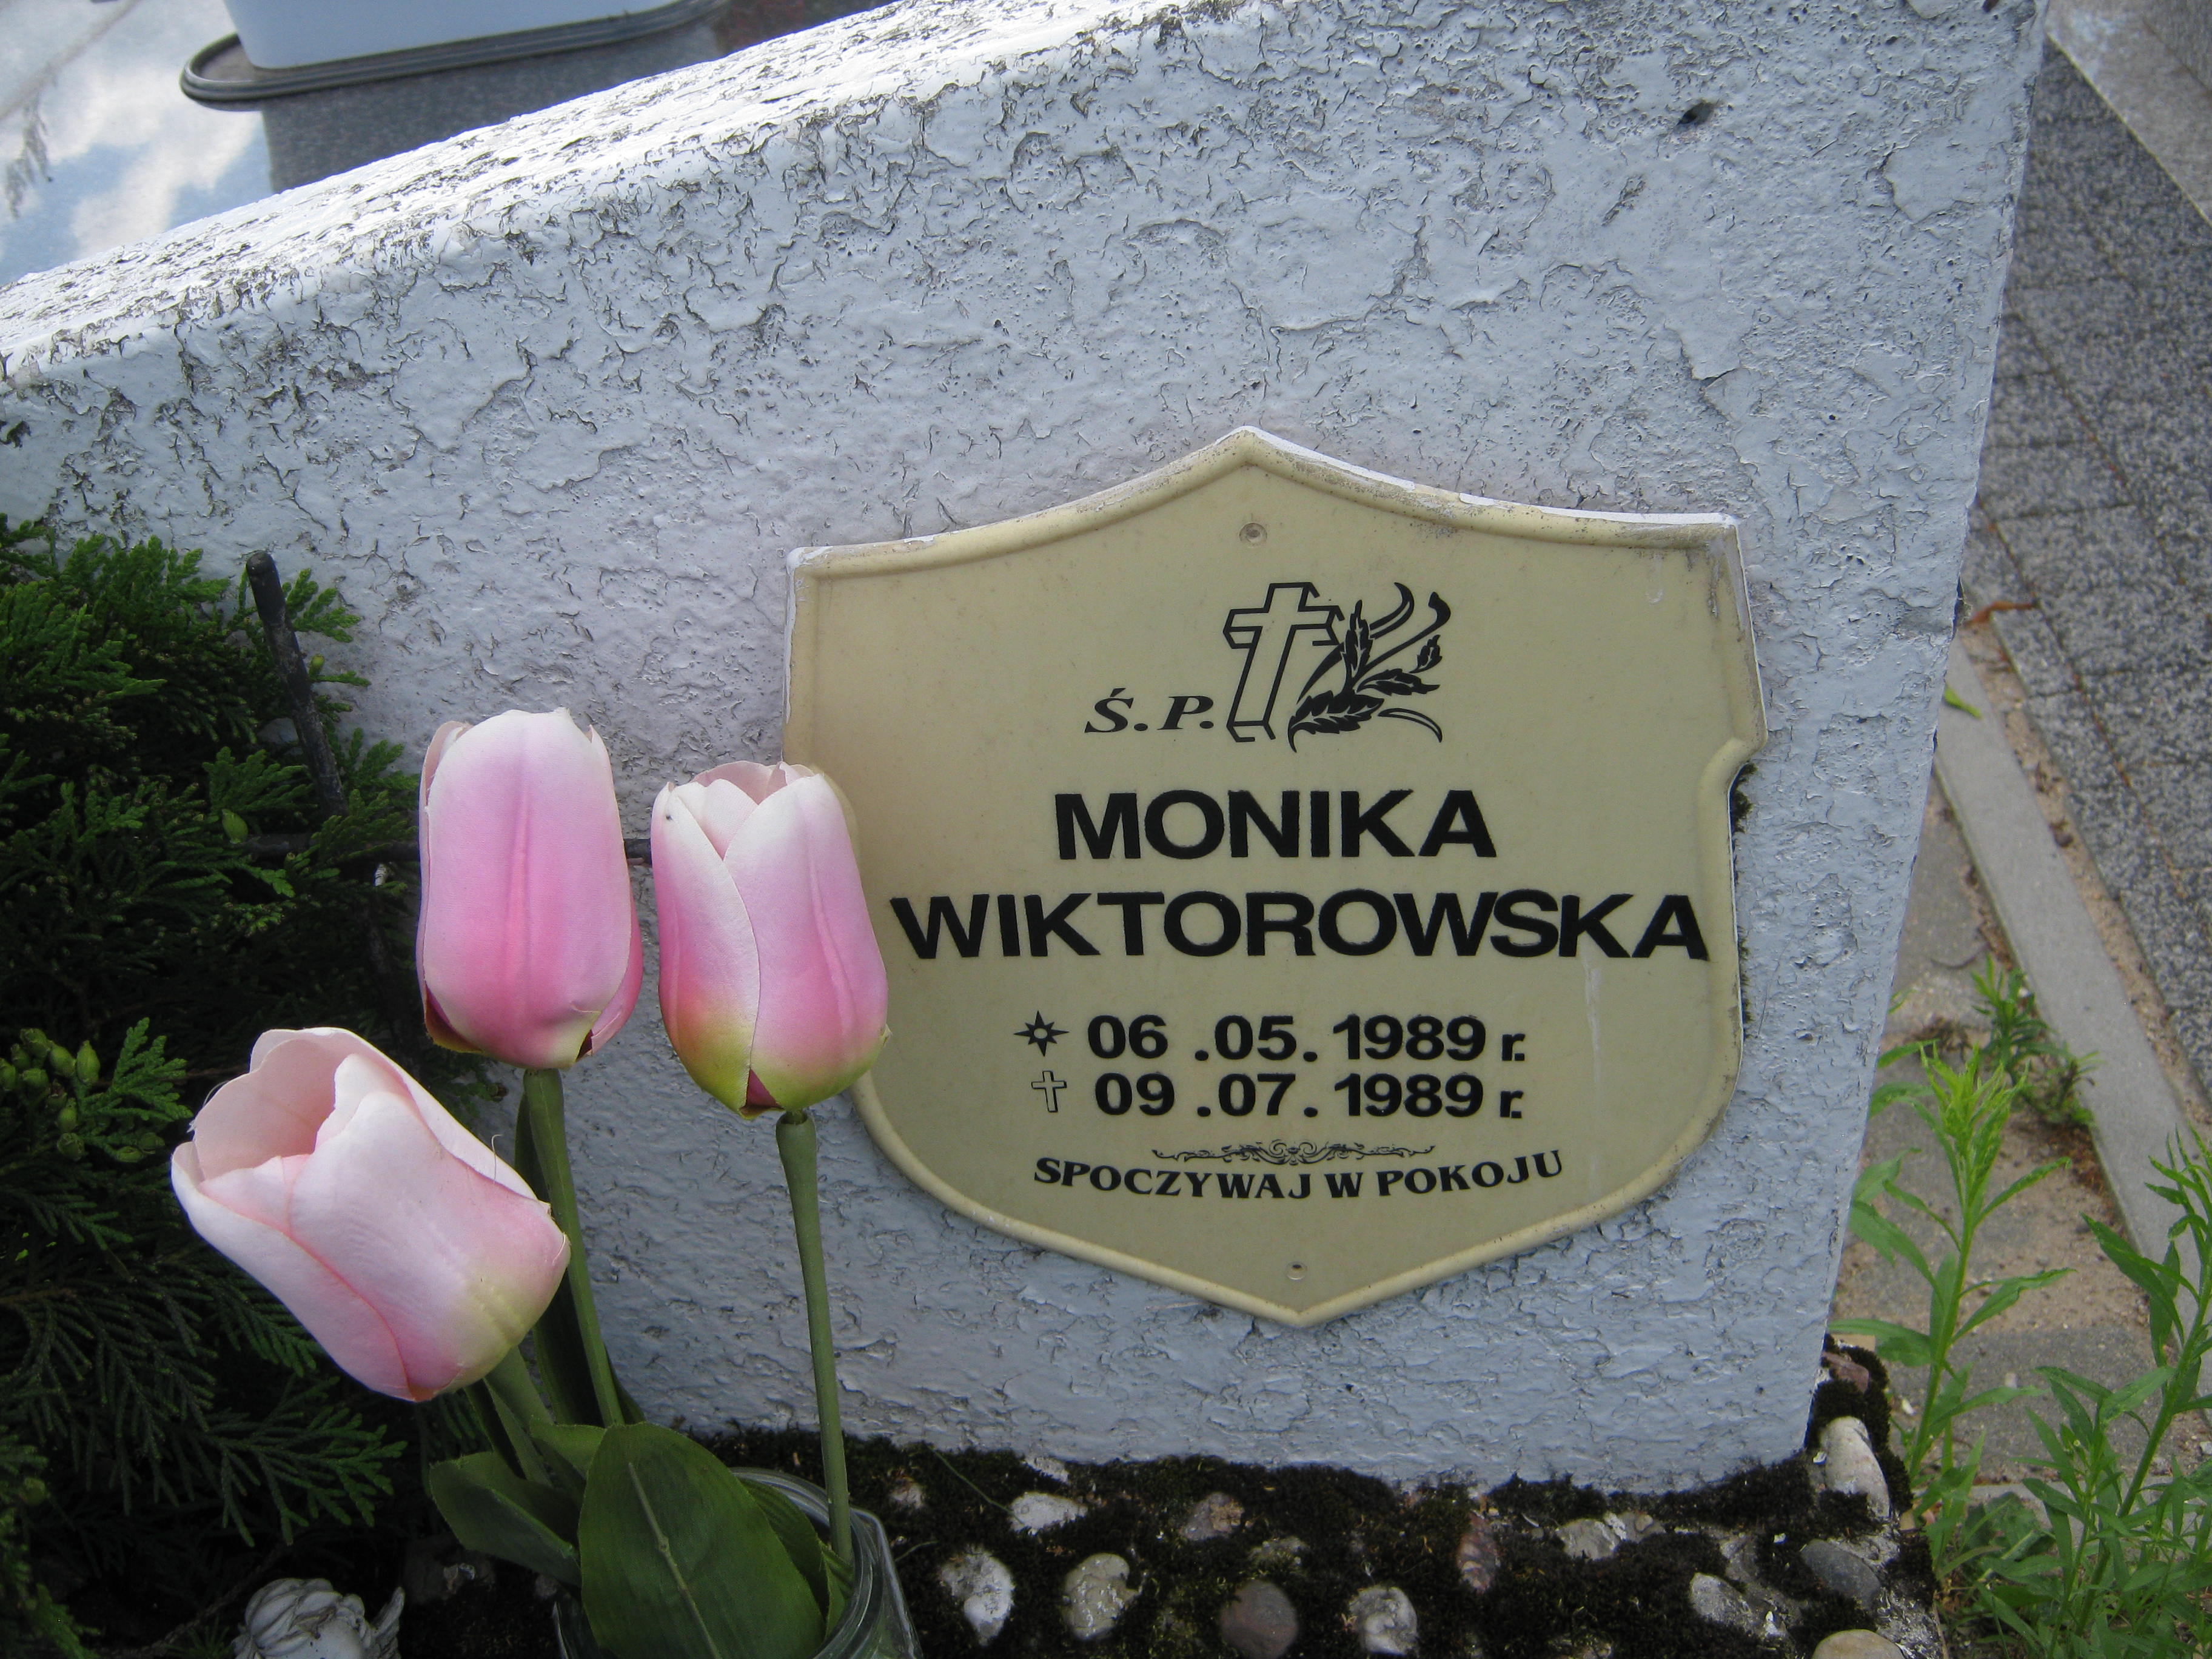 Ś.P.
MONIKA
WIKTOROWSKA
06 .05. 1989 r.
09 .07. 1989 r.
SPOCZYWAJ W POKOJU